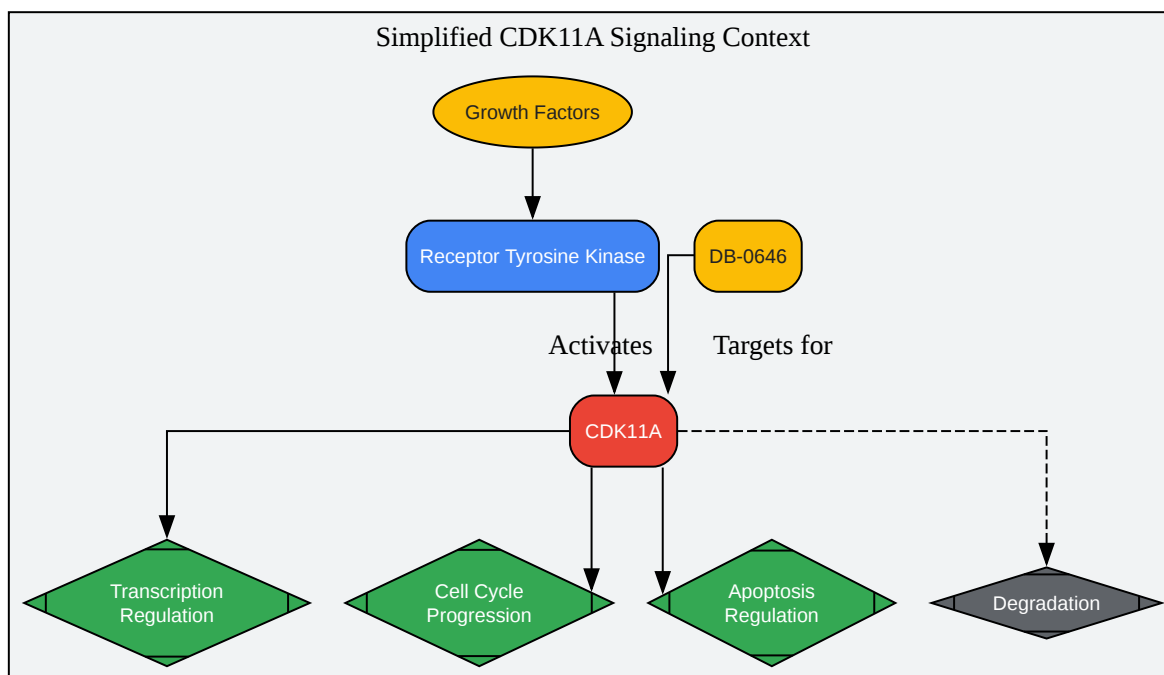 Simplified CDK11A Signaling Context
Growth Factors
Receptor Tyrosine Kinase
DB-0646
Activates
Targets for
CDK11A
Transcription
Regulation
Cell Cycle
Progression
Apoptosis
Regulation
Degradation